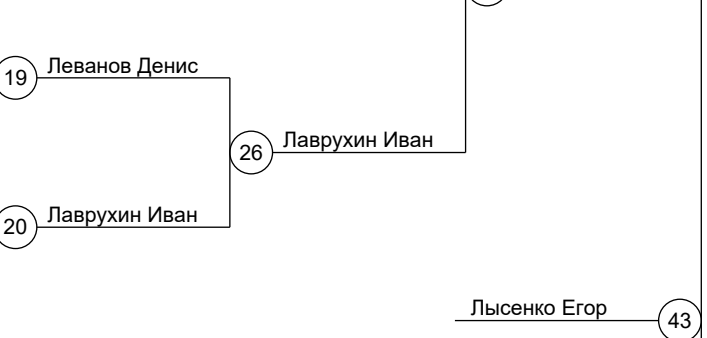 19 Леванов Денис
26 Лаврухин Иван
20 Лаврухин Иван
Лысенко Егор 43